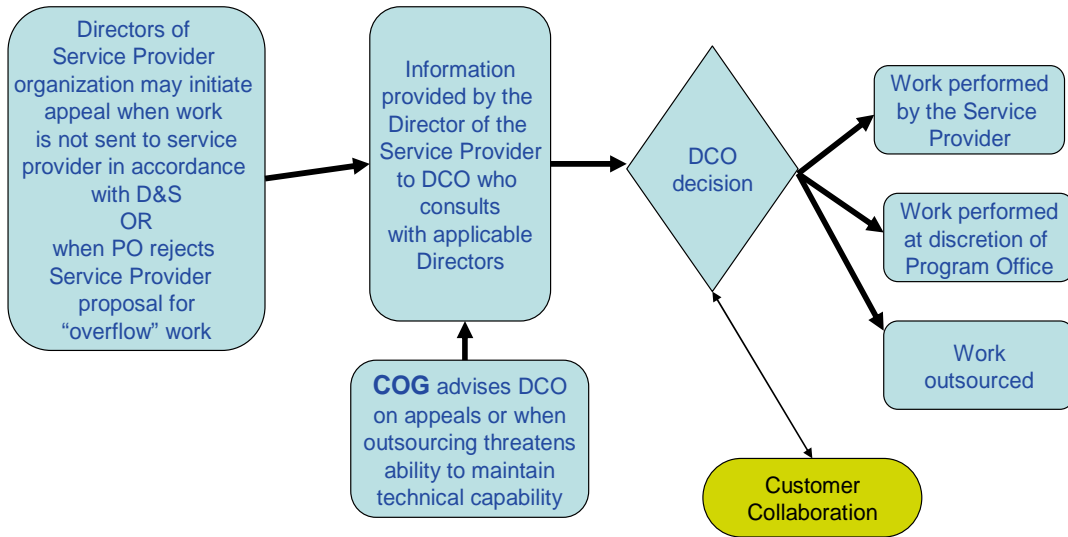 Directors of
Service Provider
organization may initiate
appeal when work
is not sent to service
provider in accordance
with D&S
OR
when PO rejects
Service Provider
proposal for
“overflow” work
Information
provided by the
Director of the
Service Provider
to DCO who
consults
with applicable
Directors
COG advises DCO
on appeals or when
outsourcing threatens
ability to maintain
technical capability
DCO
decision
Work performed
by the Service
Provider
Work performed
at discretion of
Program Office
Work
outsourced
Customer
Collaboration